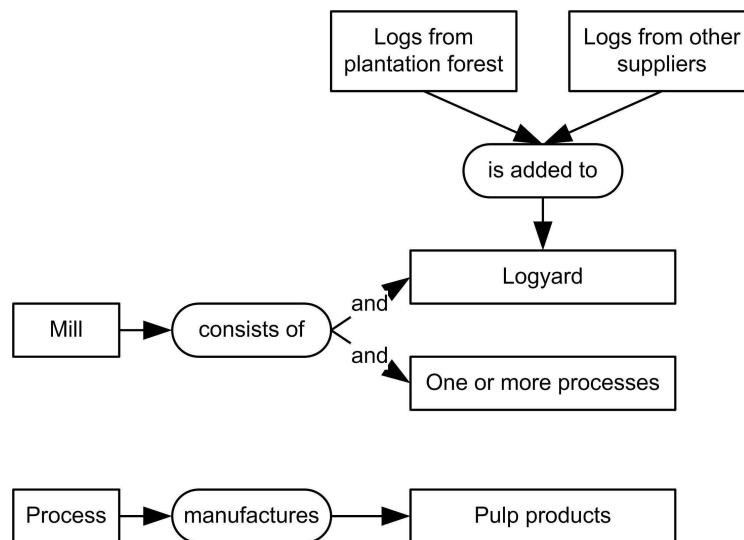 Logs from
plantation forest
Logs from other
suppliers
is added to
Logyard
and
Mill
consists of
and
One or more processes
Process
manufactures
Pulp products